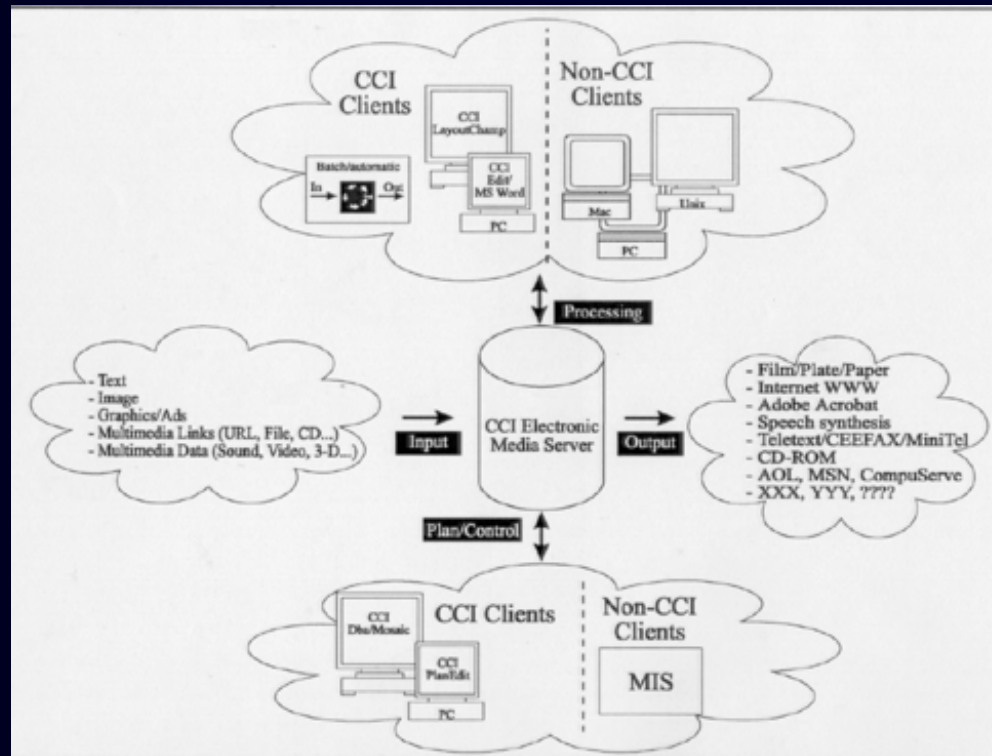 CCI
Clients
Non-CCI
Clients
CCI
LayoutChamp
Batch/automatic
In
Out
CCI
Edit/
MS Word
PC
Mac
Unix
PC
Processing
- Text
- Image
- Graphics/Ads
- Multimedia Links (URL, File, CD...)
- Multimedia Data (Sound, Video, 3-D...)
Input
CCI Electronic
Media Server
Output
- Film/Plate/Paper
- Internet WWW
- Adobe Acrobat
- Speech synthesis
- Teletext/CEEFAX/MiniTel
- CD-ROM
- AOL, MSN, CompuServe
- XXX, YYY, ????
Plan/Control
CCI
/Mosaic
CCI
PlanEdit
PC
CCI Clients
Non-CCI
Clients
MIS